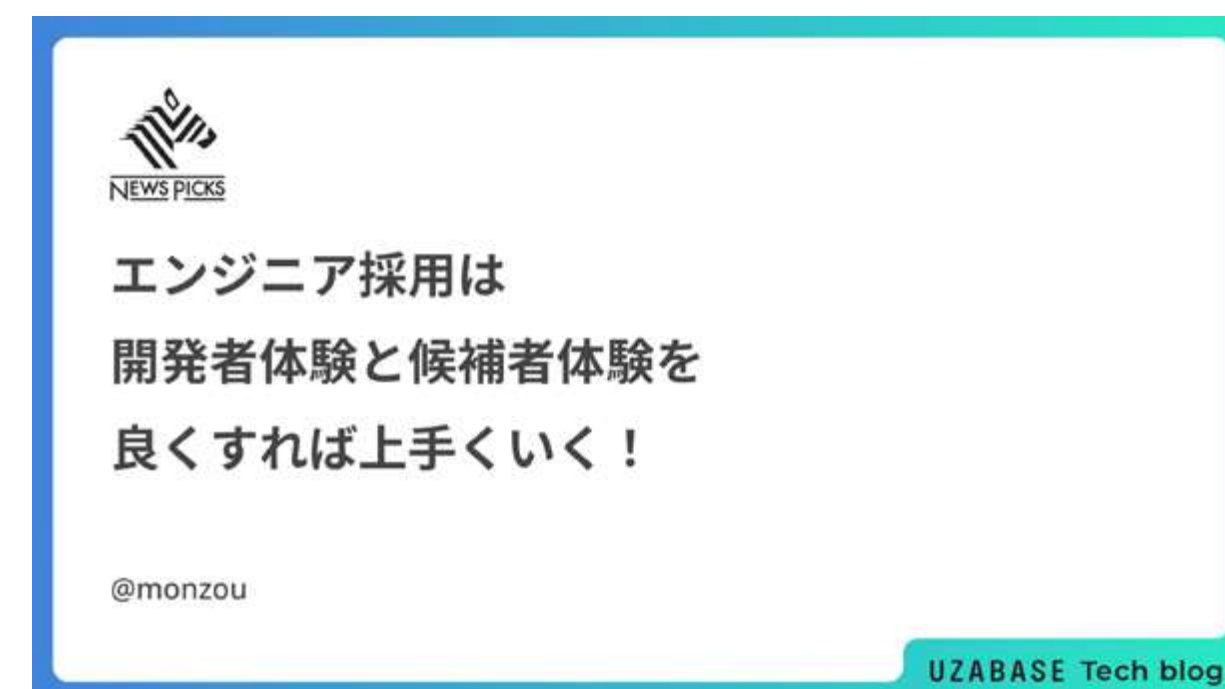 NEWS PICKS
エンジニア採用は
開発者体験と候補者体験を
良くすれば上手くいく！
@monzou
UZABASE Tech blog